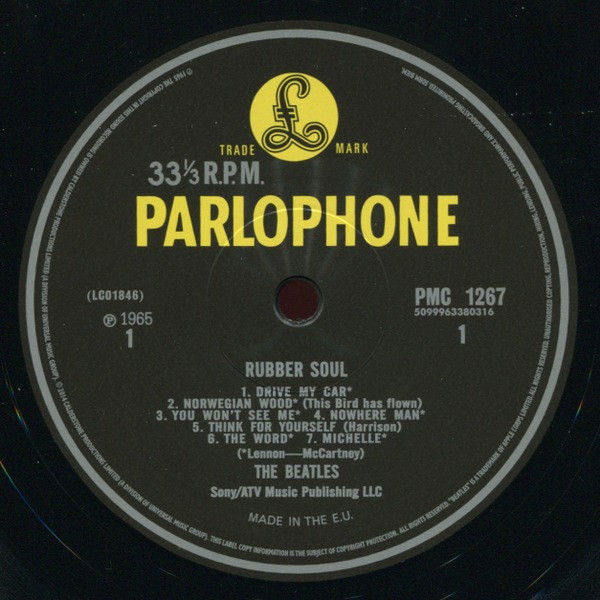 TRADE MARK
33⅓ R.P.M.
PARLOPHONE
(LC01846)
PMC 1267
5099963380316
℗ 1965
1
1
RUBBER SOUL
1. DRIVE MY CAR*
2. NORWEGIAN WOOD* (This Bird has flown)
3. YOU WON'T SEE ME* 4. NOWHERE MAN*
5. THINK FOR YOURSELF (Harrison)
6. THE WORD* 7. MICHELLE*
(*Lennon—McCartney)
THE BEATLES
Sony/ATV Music Publishing LLC
MADE IN THE E.U.